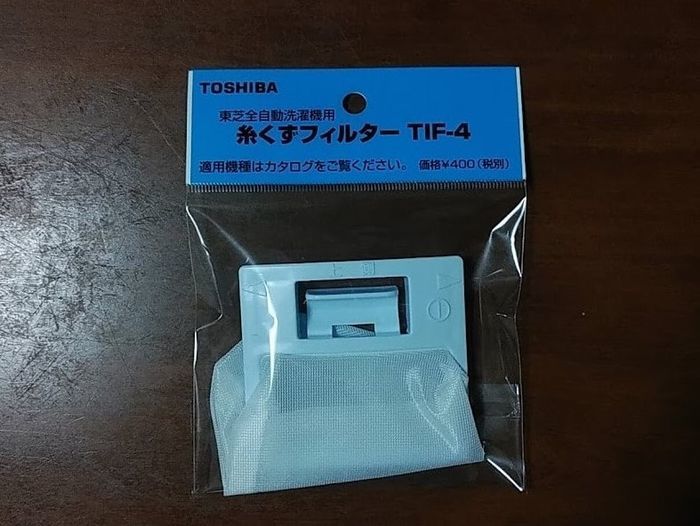 TOSHIBA
東芝全自動洗濯機用
糸くずフィルター TIF-4
適用機種はカタログをご覧ください。 価格¥400(税別)